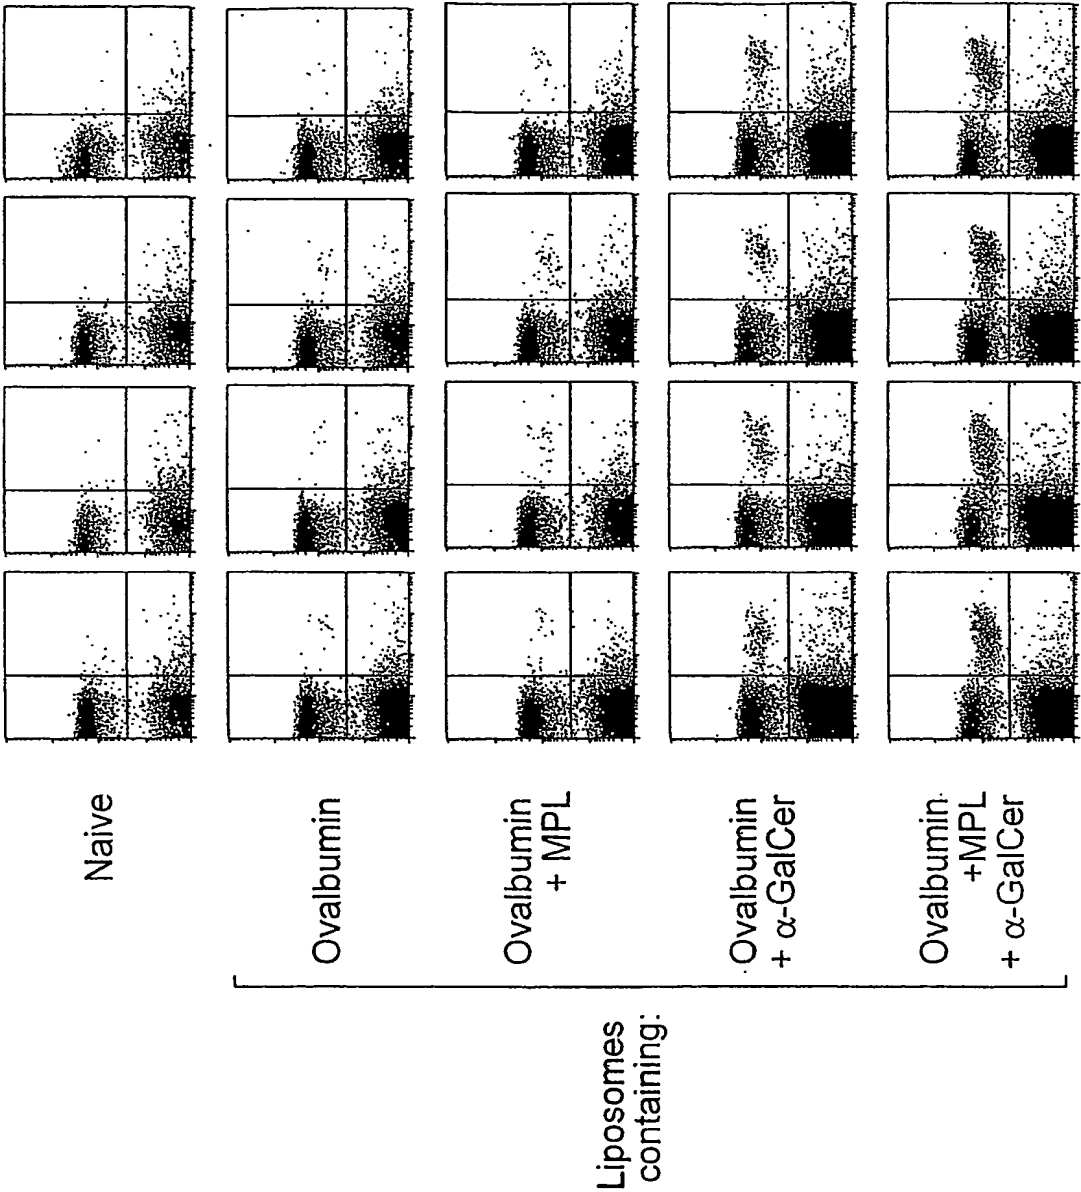 Naive
Ovalbumin
Ovalbumin
+ MPL
Ovalbumin
+ α-GalCer
Ovalbumin
+MPL
+ α-GalCer
Liposomes
containing: